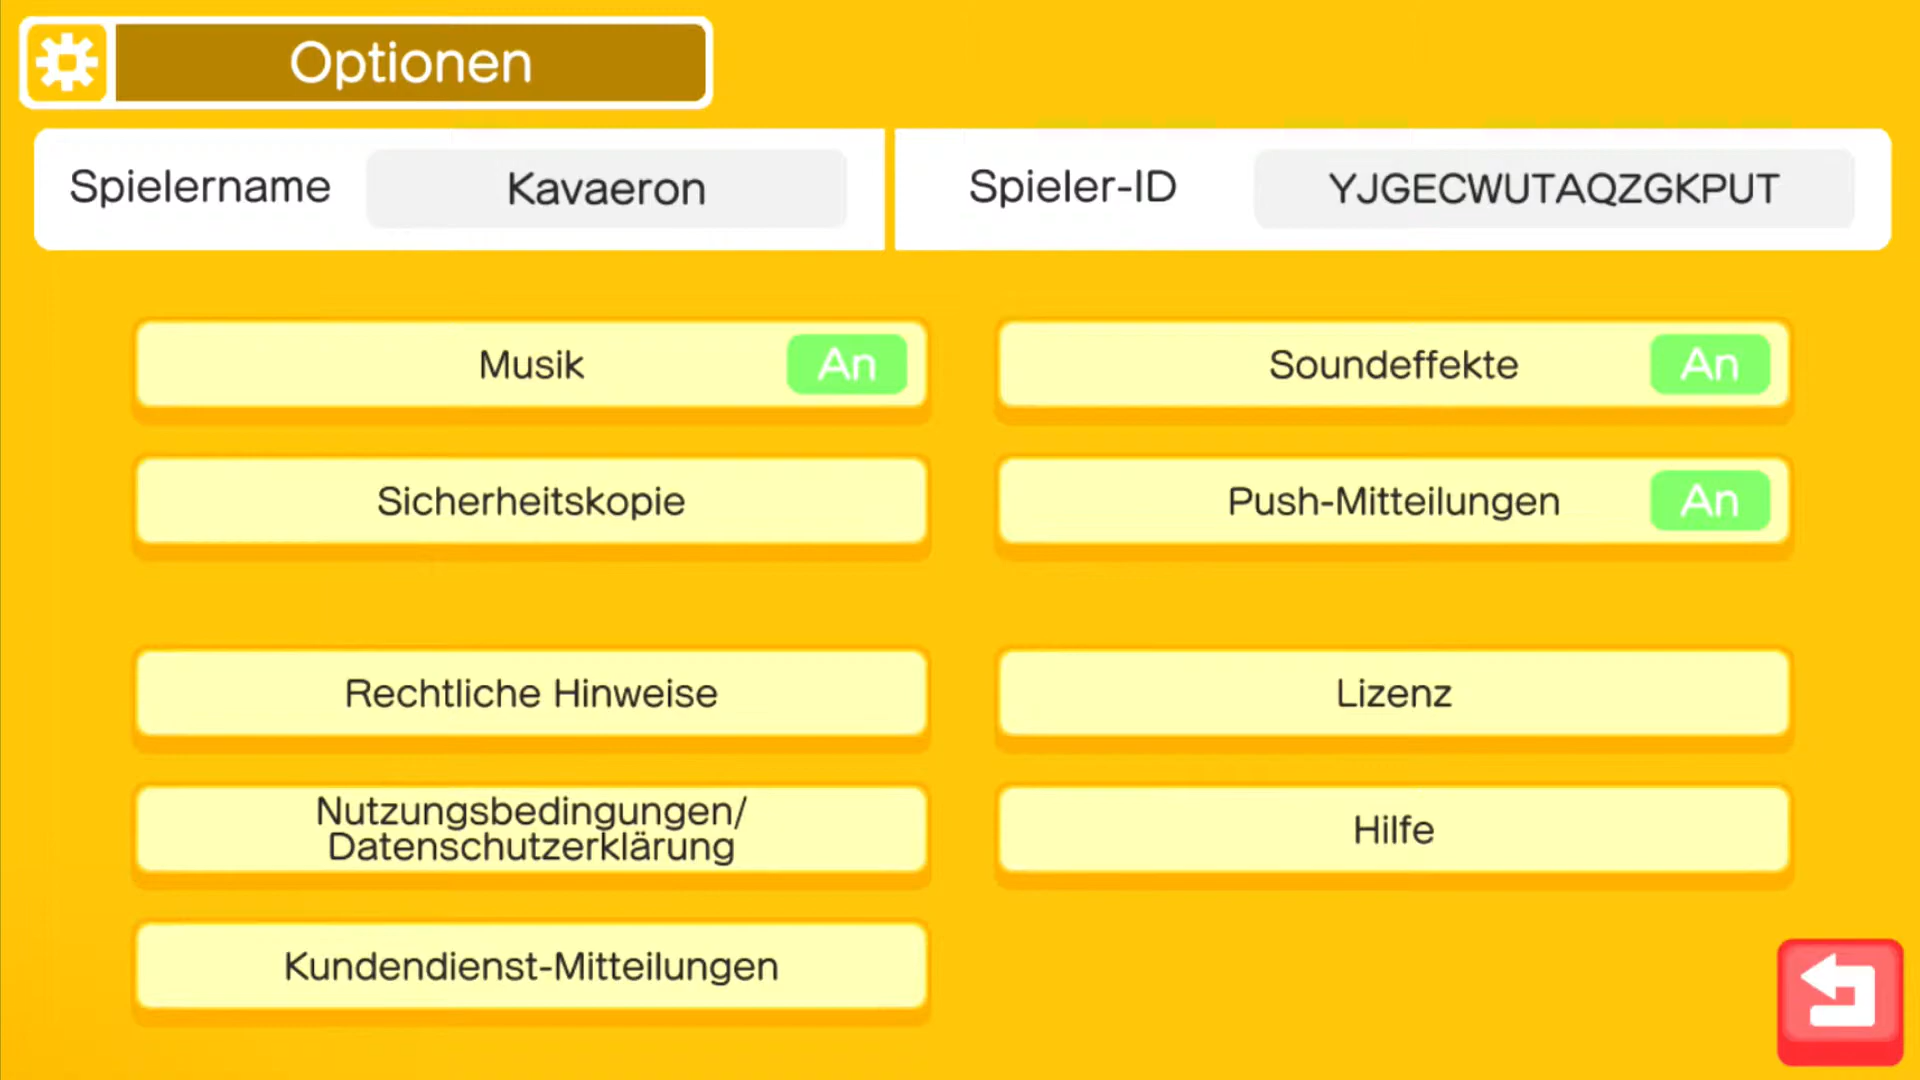 Optionen
Spielername Kavaeron Spieler-ID YJGECWUTAQZGKPUT
Musik An Soundeffekte An
Sicherheitskopie Push-Mitteilungen An
Rechtliche Hinweise Lizenz
Nutzungsbedingungen/
Datenschutzerklärung
Hilfe
Kundendienst-Mitteilungen